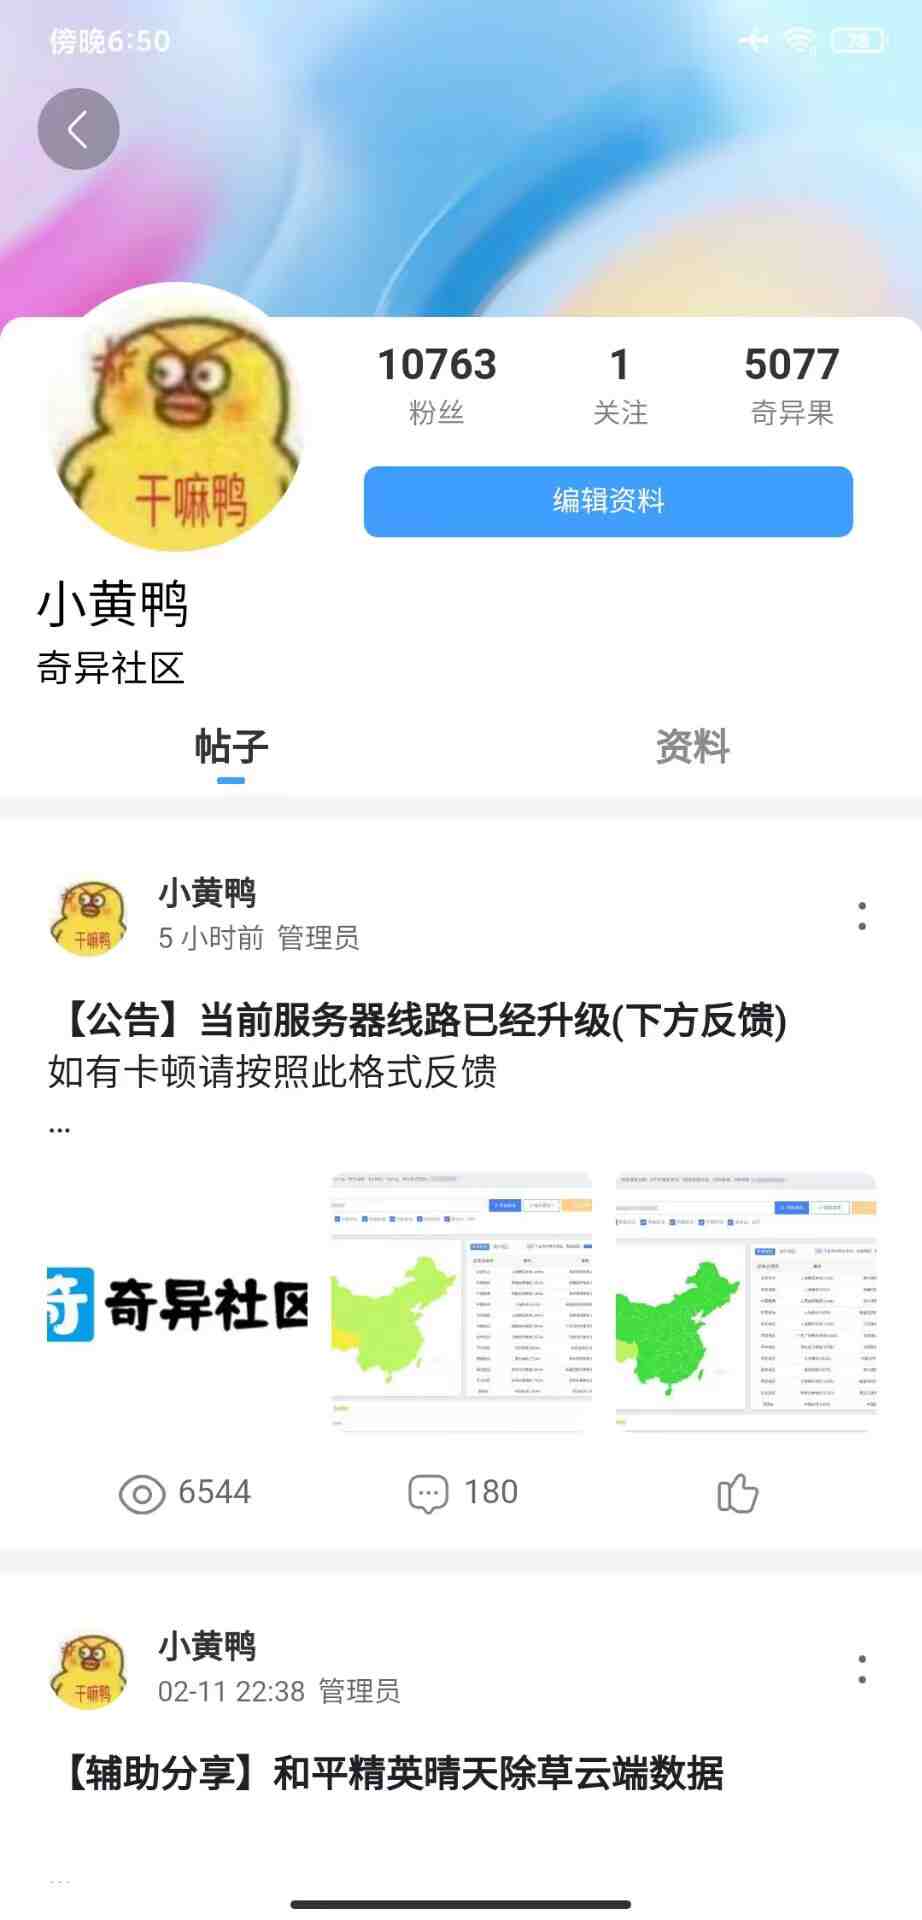 傍晚6:50
78
10763
粉丝
1
关注
5077
奇异果
干嘛鸭
编辑资料
小黄鸭
奇异社区
帖子
资料
小黄鸭
5 小时前 管理员
干嘛鸭
【公告】当前服务器线路已经升级(下方反馈)
如有卡顿请按照此格式反馈
...
奇 奇异社区
6544
180
小黄鸭
02-11 22:38 管理员
干嘛鸭
【辅助分享】和平精英晴天除草云端数据
...